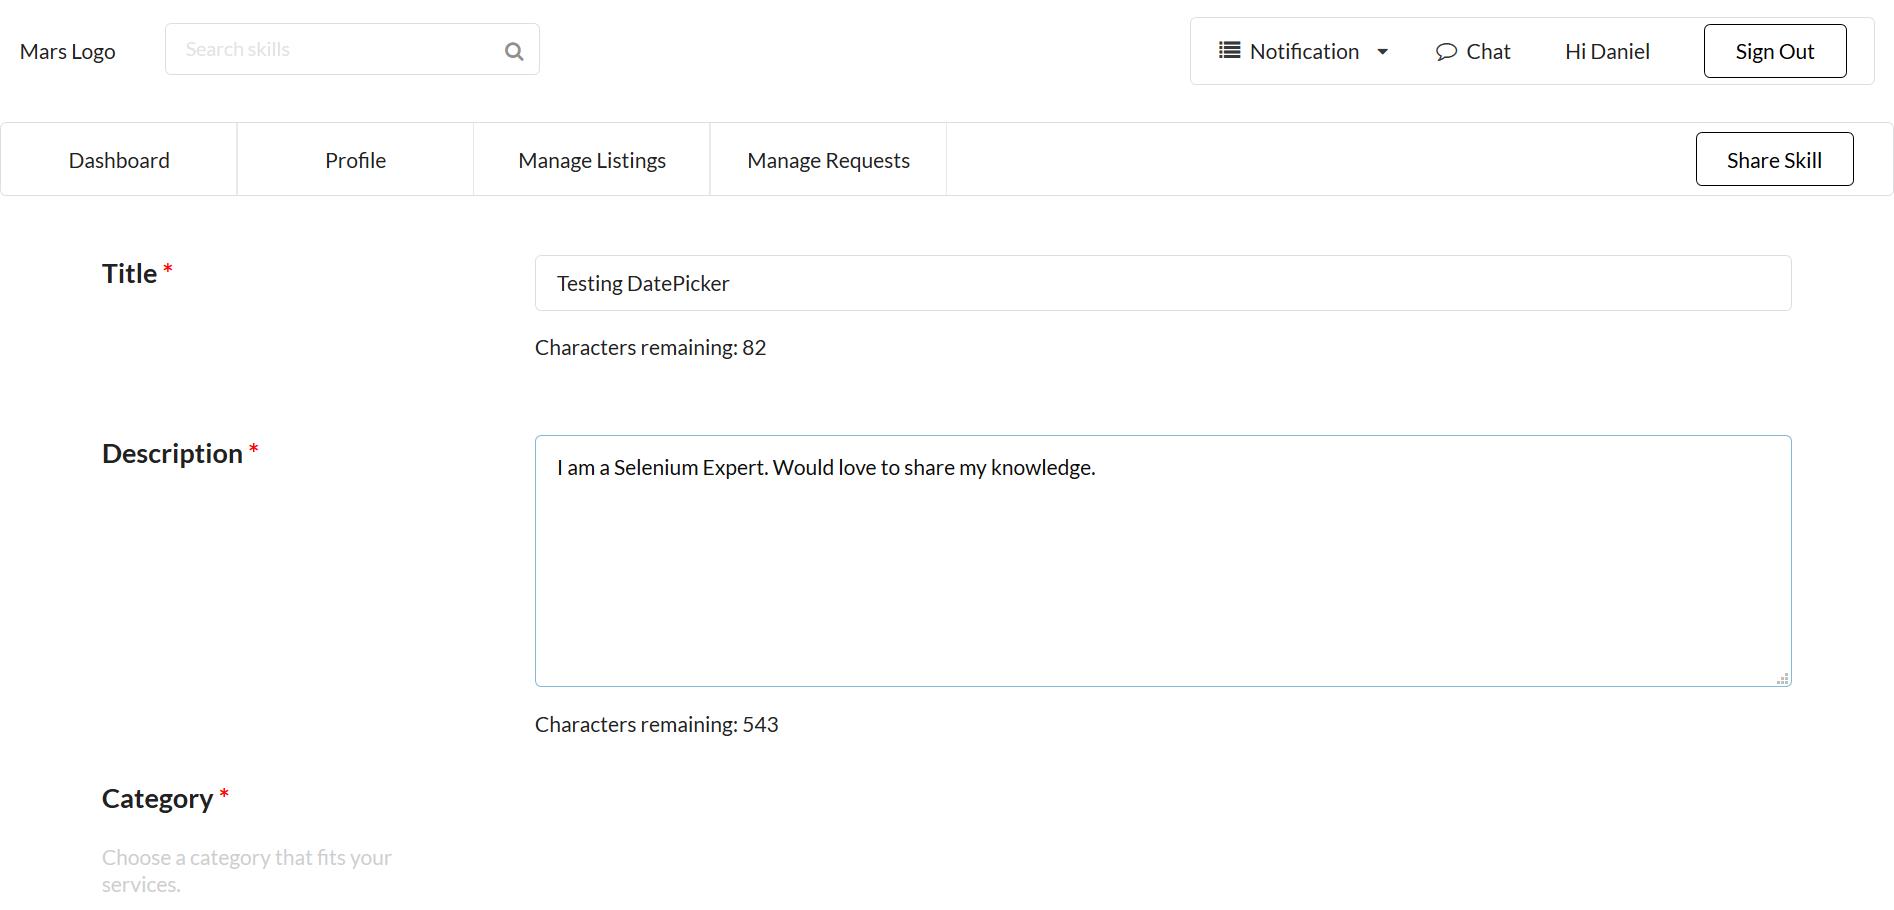 Mars Logo
Search skills
Notification
Chat
Hi Daniel
Sign Out
Dashboard
Profile
Manage Listings
Manage Requests
Share Skill
Title *
Testing DatePicker
Characters remaining: 82
Description *
I am a Selenium Expert. Would love to share my knowledge.
Characters remaining: 543
Category *
Choose a category that fits your
services.